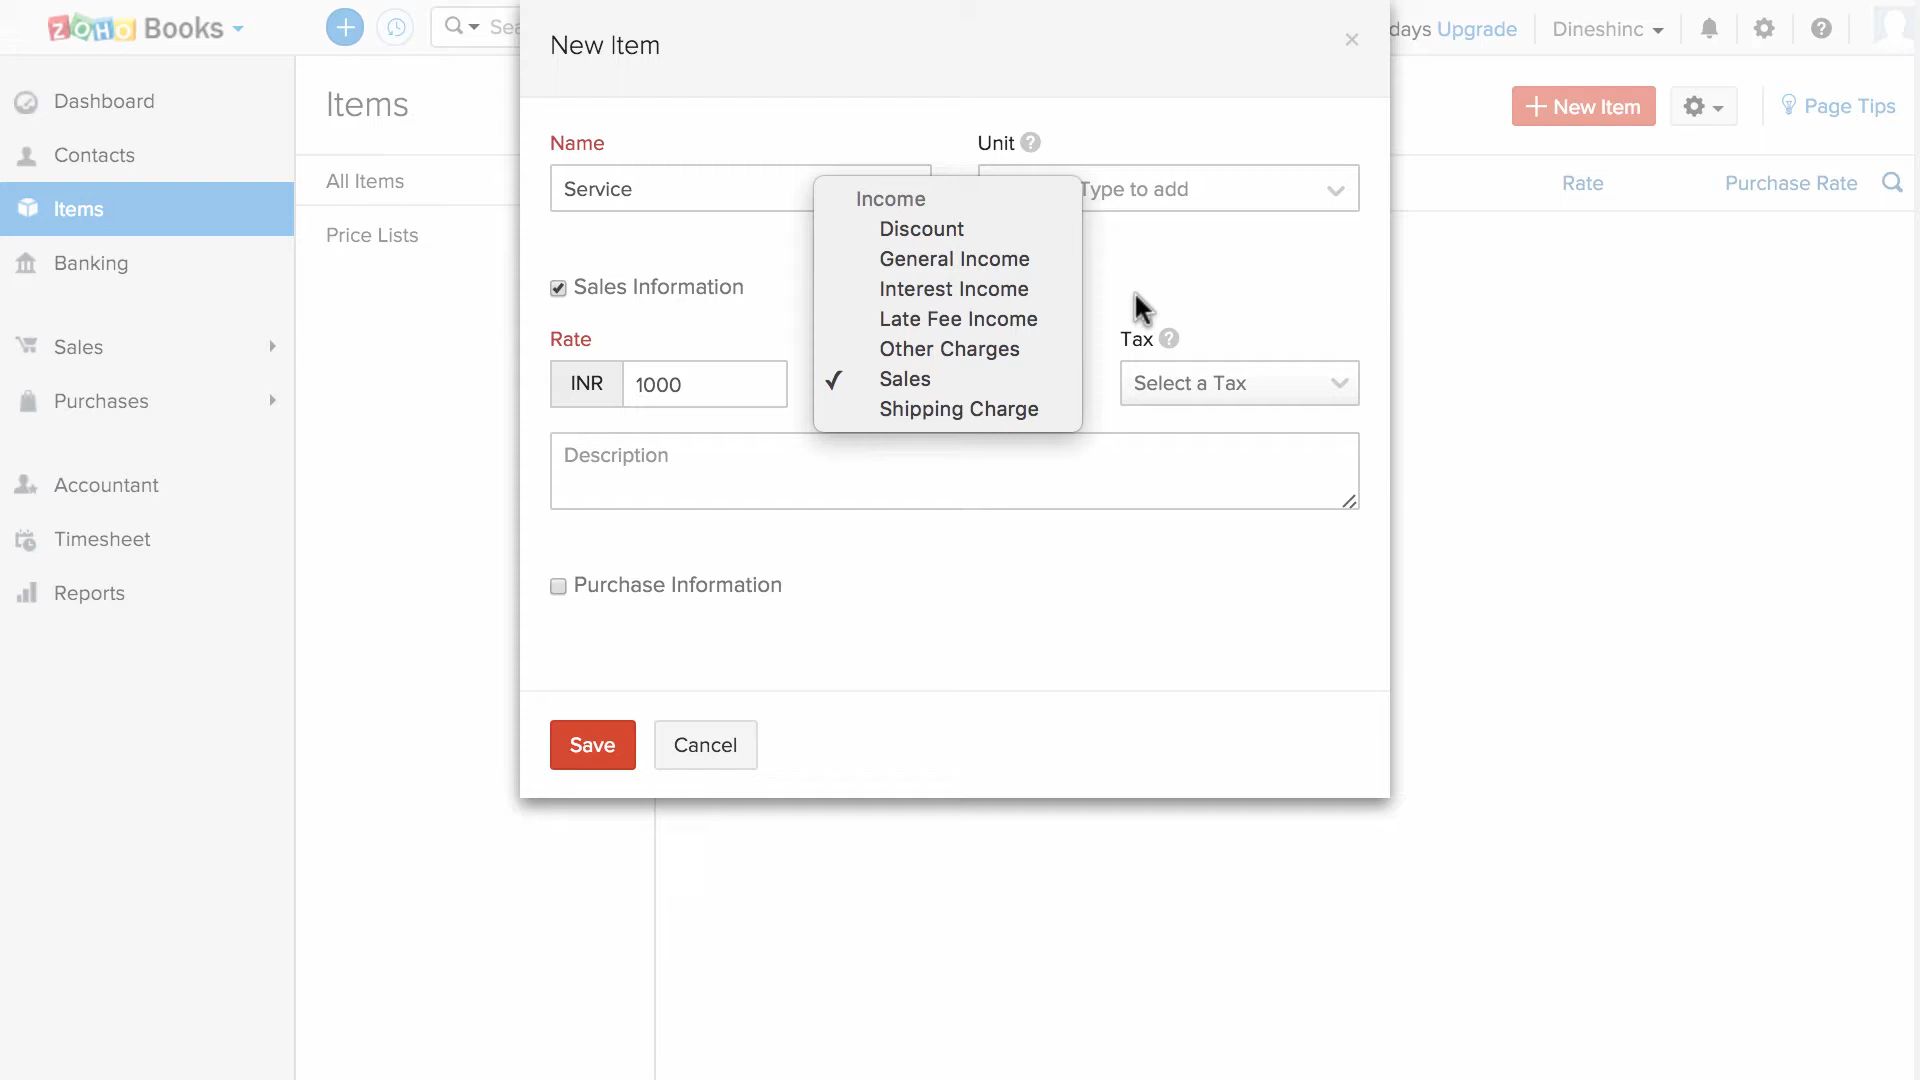 ZOHO Books
Sea
days Upgrade
Dineshinc
New Item
Dashboard
Contacts
Items
Banking
Sales
Purchases
Accountant
Timesheet
Reports
Items
All Items
Price Lists
+ New Item
Page Tips
Rate
Purchase Rate
Name
Unit ?
Service
Type to add
Sales Information
Income
Discount
General Income
Interest Income
Late Fee Income
Other Charges
Sales
Shipping Charge
Rate
INR 1000
Tax ?
Select a Tax
Description
Purchase Information
Save
Cancel